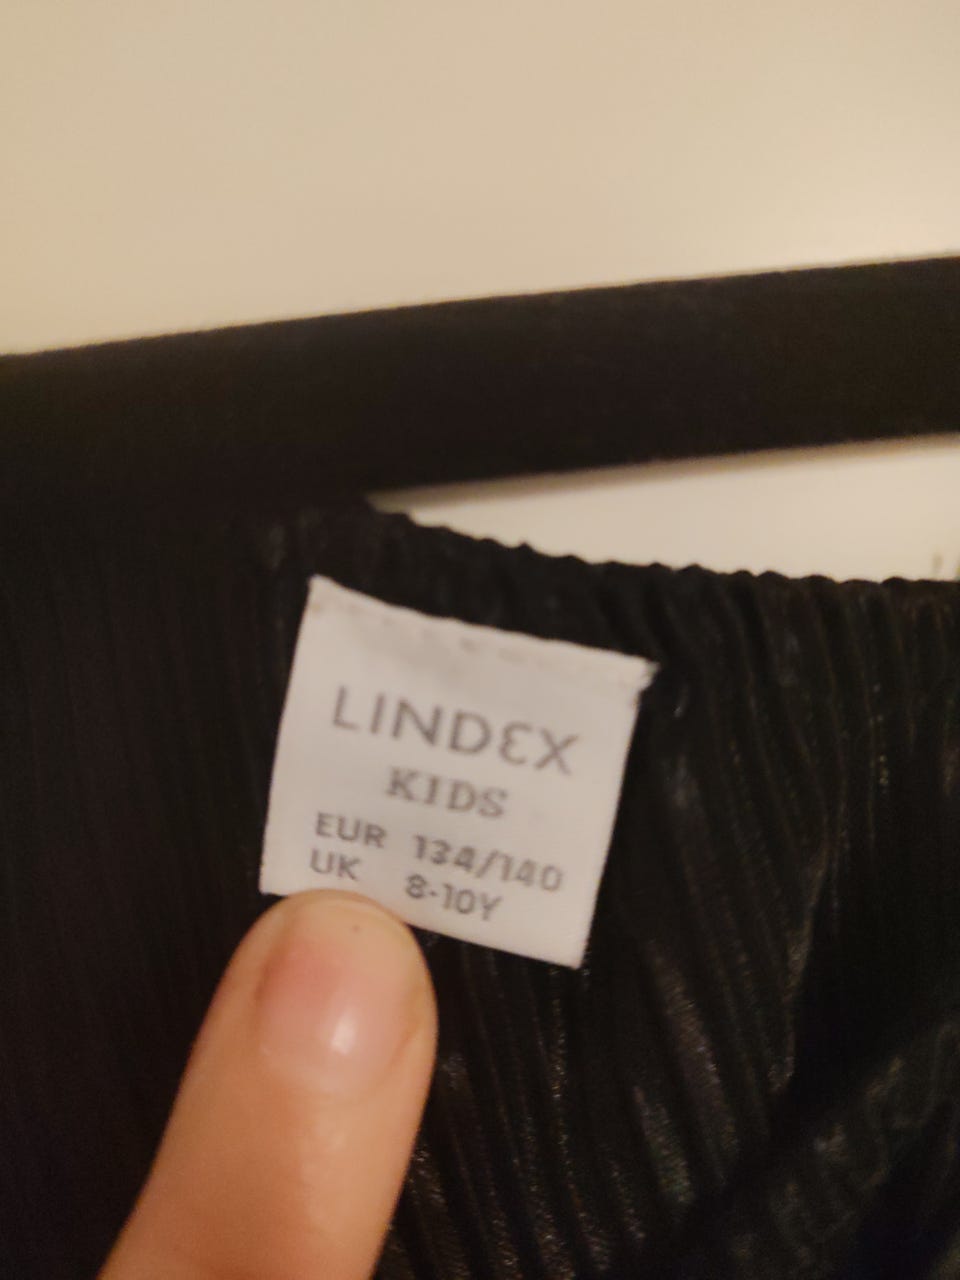 LINDEX
KIDS
EUR 134/140
UK 8-10Y